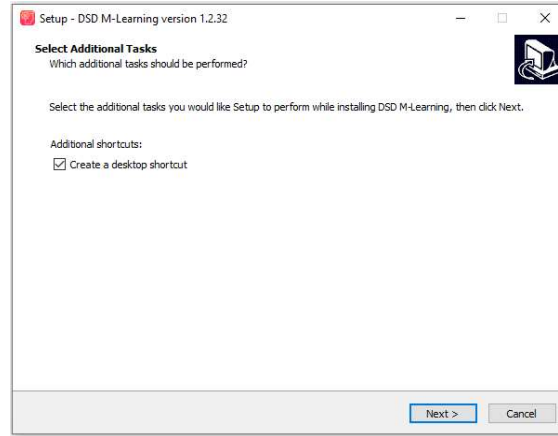 Setup - DSD M-Learning version 1.2.32
Select Additional Tasks
Which additional tasks should be performed?
Select the additional tasks you would like Setup to perform while installing DSD M-Learning, then click Next.
Additional shortcuts:
Create a desktop shortcut
Next >
Cancel